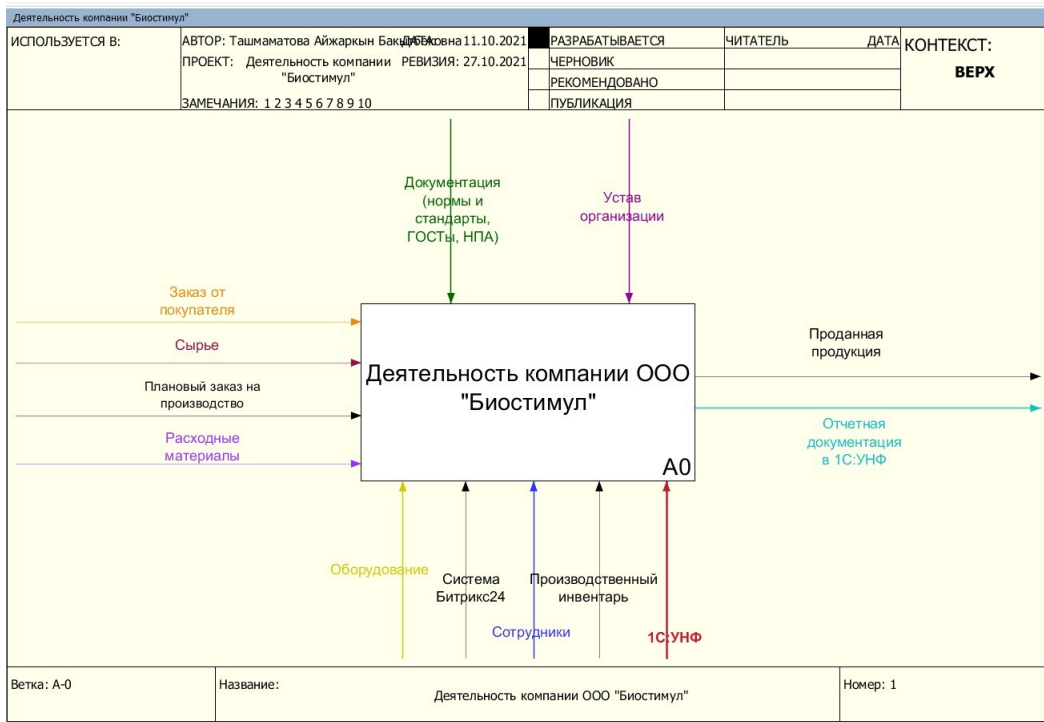 Деятельность компании "Биостимул"
ИСПОЛЬЗУЕТСЯ В:
АВТОР: Ташмаматова Айжаркын Бакытбековна
ДАТА: 11.10.2021
РАЗРАБАТЫВАЕТСЯ
ЧИТАТЕЛЬ
ДАТА
КОНТЕКСТ:
ПРОЕКТ: Деятельность компании
"Биостимул"
РЕВИЗИЯ: 27.10.2021
ЧЕРНОВИК
ВЕРХ
РЕКОМЕНДОВАНО
ЗАМЕЧАНИЯ: 1 2 3 4 5 6 7 8 9 10
ПУБЛИКАЦИЯ
Документация
(нормы и
стандарты,
ГОСТы, НПА)
Устав
организации
Заказ от
покупателя
Сырье
Плановый заказ на
производство
Расходные
материалы
Деятельность компании ООО
"Биостимул"
A0
Проданная
продукция
Отчетная
документация
в 1С:УНФ
Оборудование
Система
Битрикс24
Сотрудники
Производственный
инвентарь
1С:УНФ
Ветка: A-0
Название:
Деятельность компании ООО "Биостимул"
Номер: 1